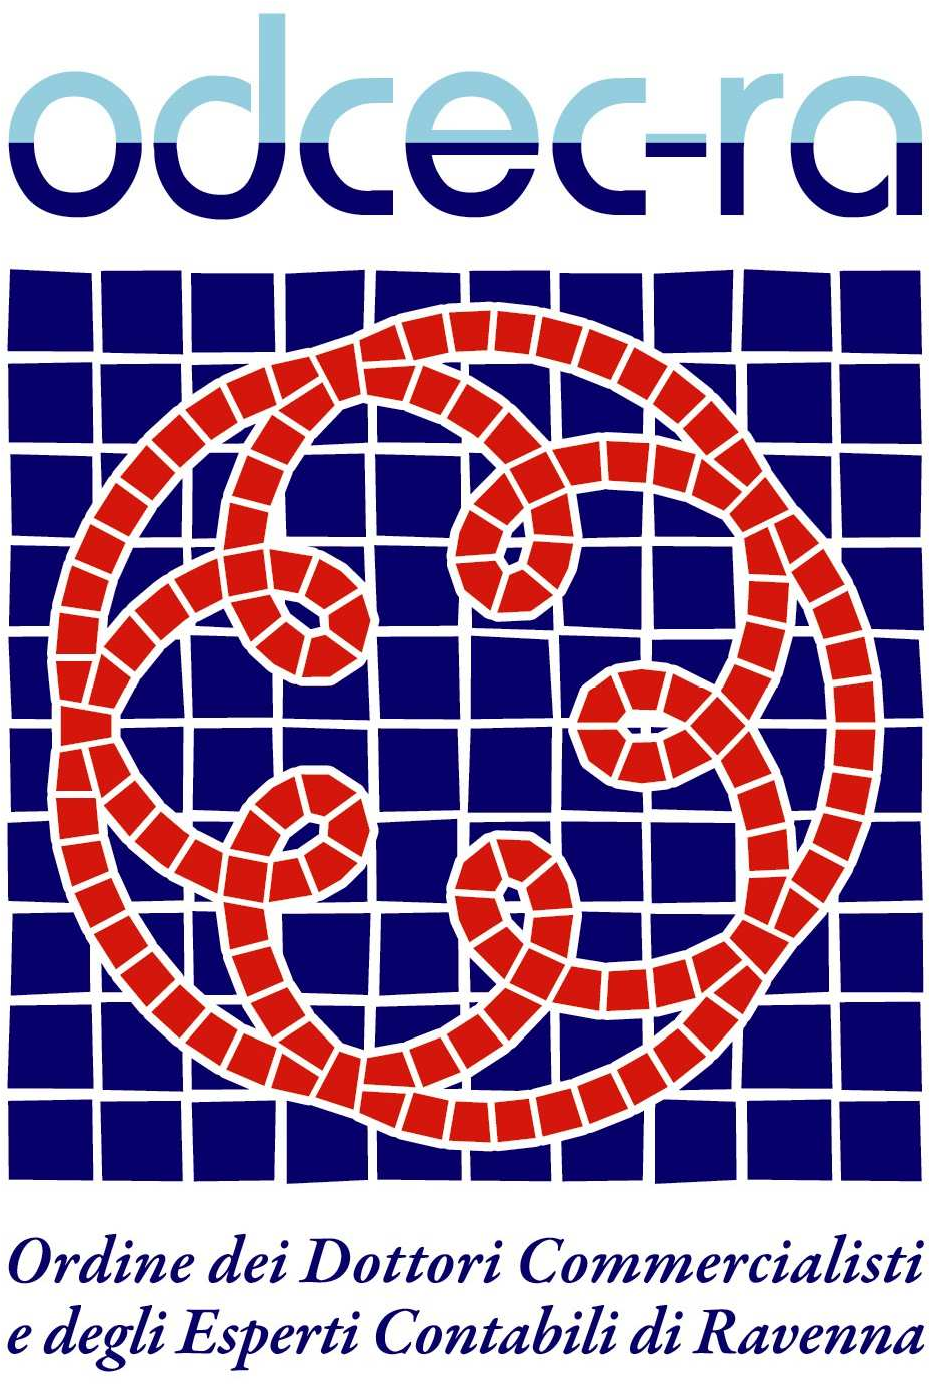 odcec-ra
Ordine dei Dottori Commercialisti
e degli Esperti Contabili di Ravenna